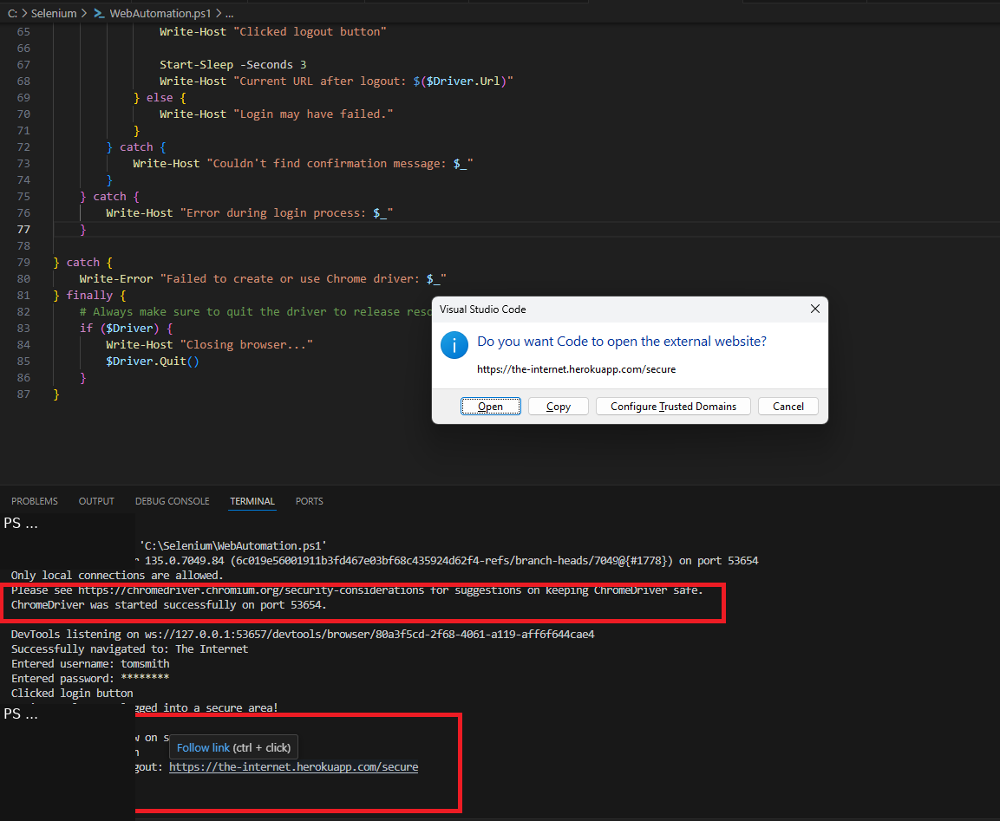 C: > Selenium > WebAutomation.ps1 > ...
65 Write-Host "Clicked logout button"
66
67 Start-Sleep -Seconds 3
68 Write-Host "Current URL after logout: $($Driver.Url)"
69 } else {
70 Write-Host "Login may have failed."
71 }
72 } catch {
73 Write-Host "Couldn't find confirmation message: $_"
74 }
75 } catch {
76 Write-Host "Error during login process: $_"
77 }
78
79 } catch {
80 Write-Error "Failed to create or use Chrome driver: $_"
81 } finally {
82 # Always make sure to quit the driver to release
83 if ($Driver) {
84 Write-Host "Closing browser..."
85 $Driver.Quit()
86 }
87 }
Visual Studio Code
Do you want Code to open the external website?
https://the-internet.herokuapp.com/secure
Open Copy Configure Trusted Domains Cancel
PROBLEMS OUTPUT DEBUG CONSOLE TERMINAL PORTS
PS ...
'C:\Selenium\WebAutomation.ps1'
135.0.7049.84 (6c019e56001911b3fd467e03bf68c435924d62f4-refs/branch-heads/7049@{#1778}) on port 53654
Only local connections are allowed.
Please see https://chromedriver.chromium.org/security-considerations for suggestions on keeping ChromeDriver safe.
ChromeDriver was started successfully on port 53654.
DevTools listening on ws://127.0.0.1:53657/devtools/browser/80a3f5cd-2f68-4061-a119-aff6f644cae4
Successfully navigated to: The Internet
Entered username: tomsmith
Entered password: ********
Clicked login button
into a secure area!
PS ...
on
Follow link (ctrl + click)
https://the-internet.herokuapp.com/secure